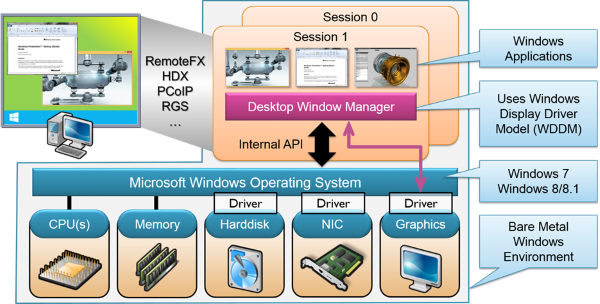 Session 0
Session 1
RemoteFX
HDX
PCoIP
RGS
...
Desktop Window Manager
Internal API
Microsoft Windows Operating System
Driver
Driver
Driver
CPU(s)
Memory
Harddisk
NIC
Graphics
Windows
Applications
Uses Windows
Display Driver
Model (WDDM)
Windows 7
Windows 8/8.1
Bare Metal
Windows
Environment